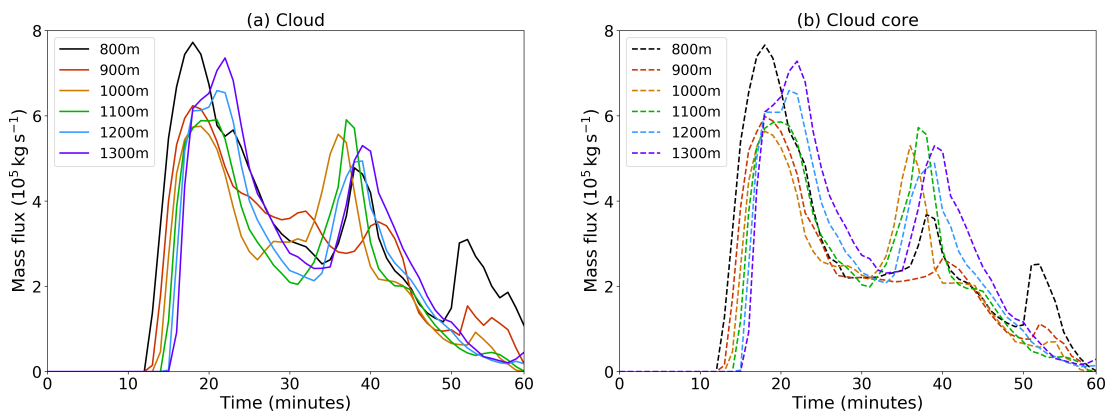 (a) Cloud
8
6
4
2
0
Mass flux (10⁵ kg s⁻¹)
800m
900m
1000m
1100m
1200m
1300m
0 10 20 30 40 50 60
Time (minutes)
(b) Cloud core
8
6
4
2
0
Mass flux (10⁵ kg s⁻¹)
800m
900m
1000m
1100m
1200m
1300m
0 10 20 30 40 50 60
Time (minutes)